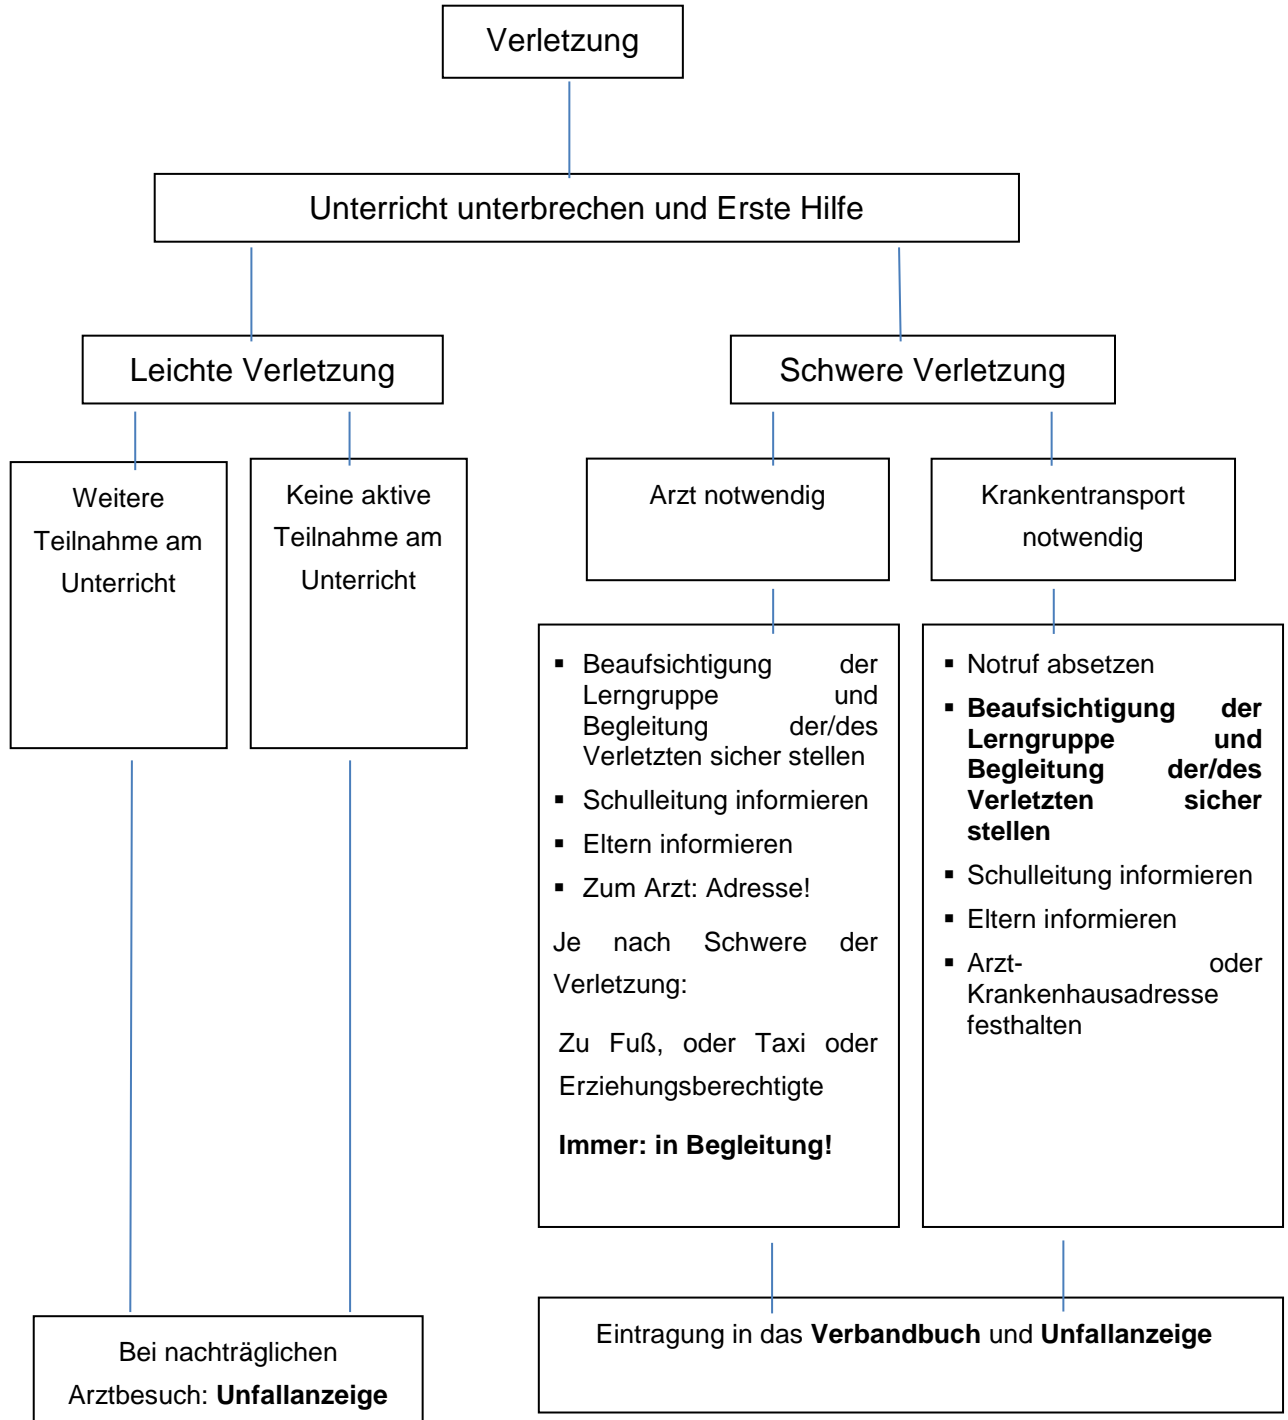 Verletzung
Unterricht unterbrechen und Erste Hilfe
Leichte Verletzung
Schwere Verletzung
Weitere
Teilnahme am
Unterricht
Keine aktive
Teilnahme am
Unterricht
Arzt notwendig
Krankentransport
notwendig
▪ Beaufsichtigung der
Lerngruppe und
Begleitung der/des
Verletzten sicher stellen
▪ Schulleitung informieren
▪ Eltern informieren
▪ Zum Arzt: Adresse!
Je nach Schwere der
Verletzung:
Zu Fuß, oder Taxi oder
Erziehungsberechtigte
Immer: in Begleitung!
▪ Notruf absetzen
▪ Beaufsichtigung der
Lerngruppe und
Begleitung der/des
Verletzten sicher
stellen
▪ Schulleitung informieren
▪ Eltern informieren
▪ Arzt- oder
Krankenhausadresse
festhalten
Bei nachträglichen
Arztbesuch: Unfallanzeige
Eintragung in das Verbandbuch und Unfallanzeige